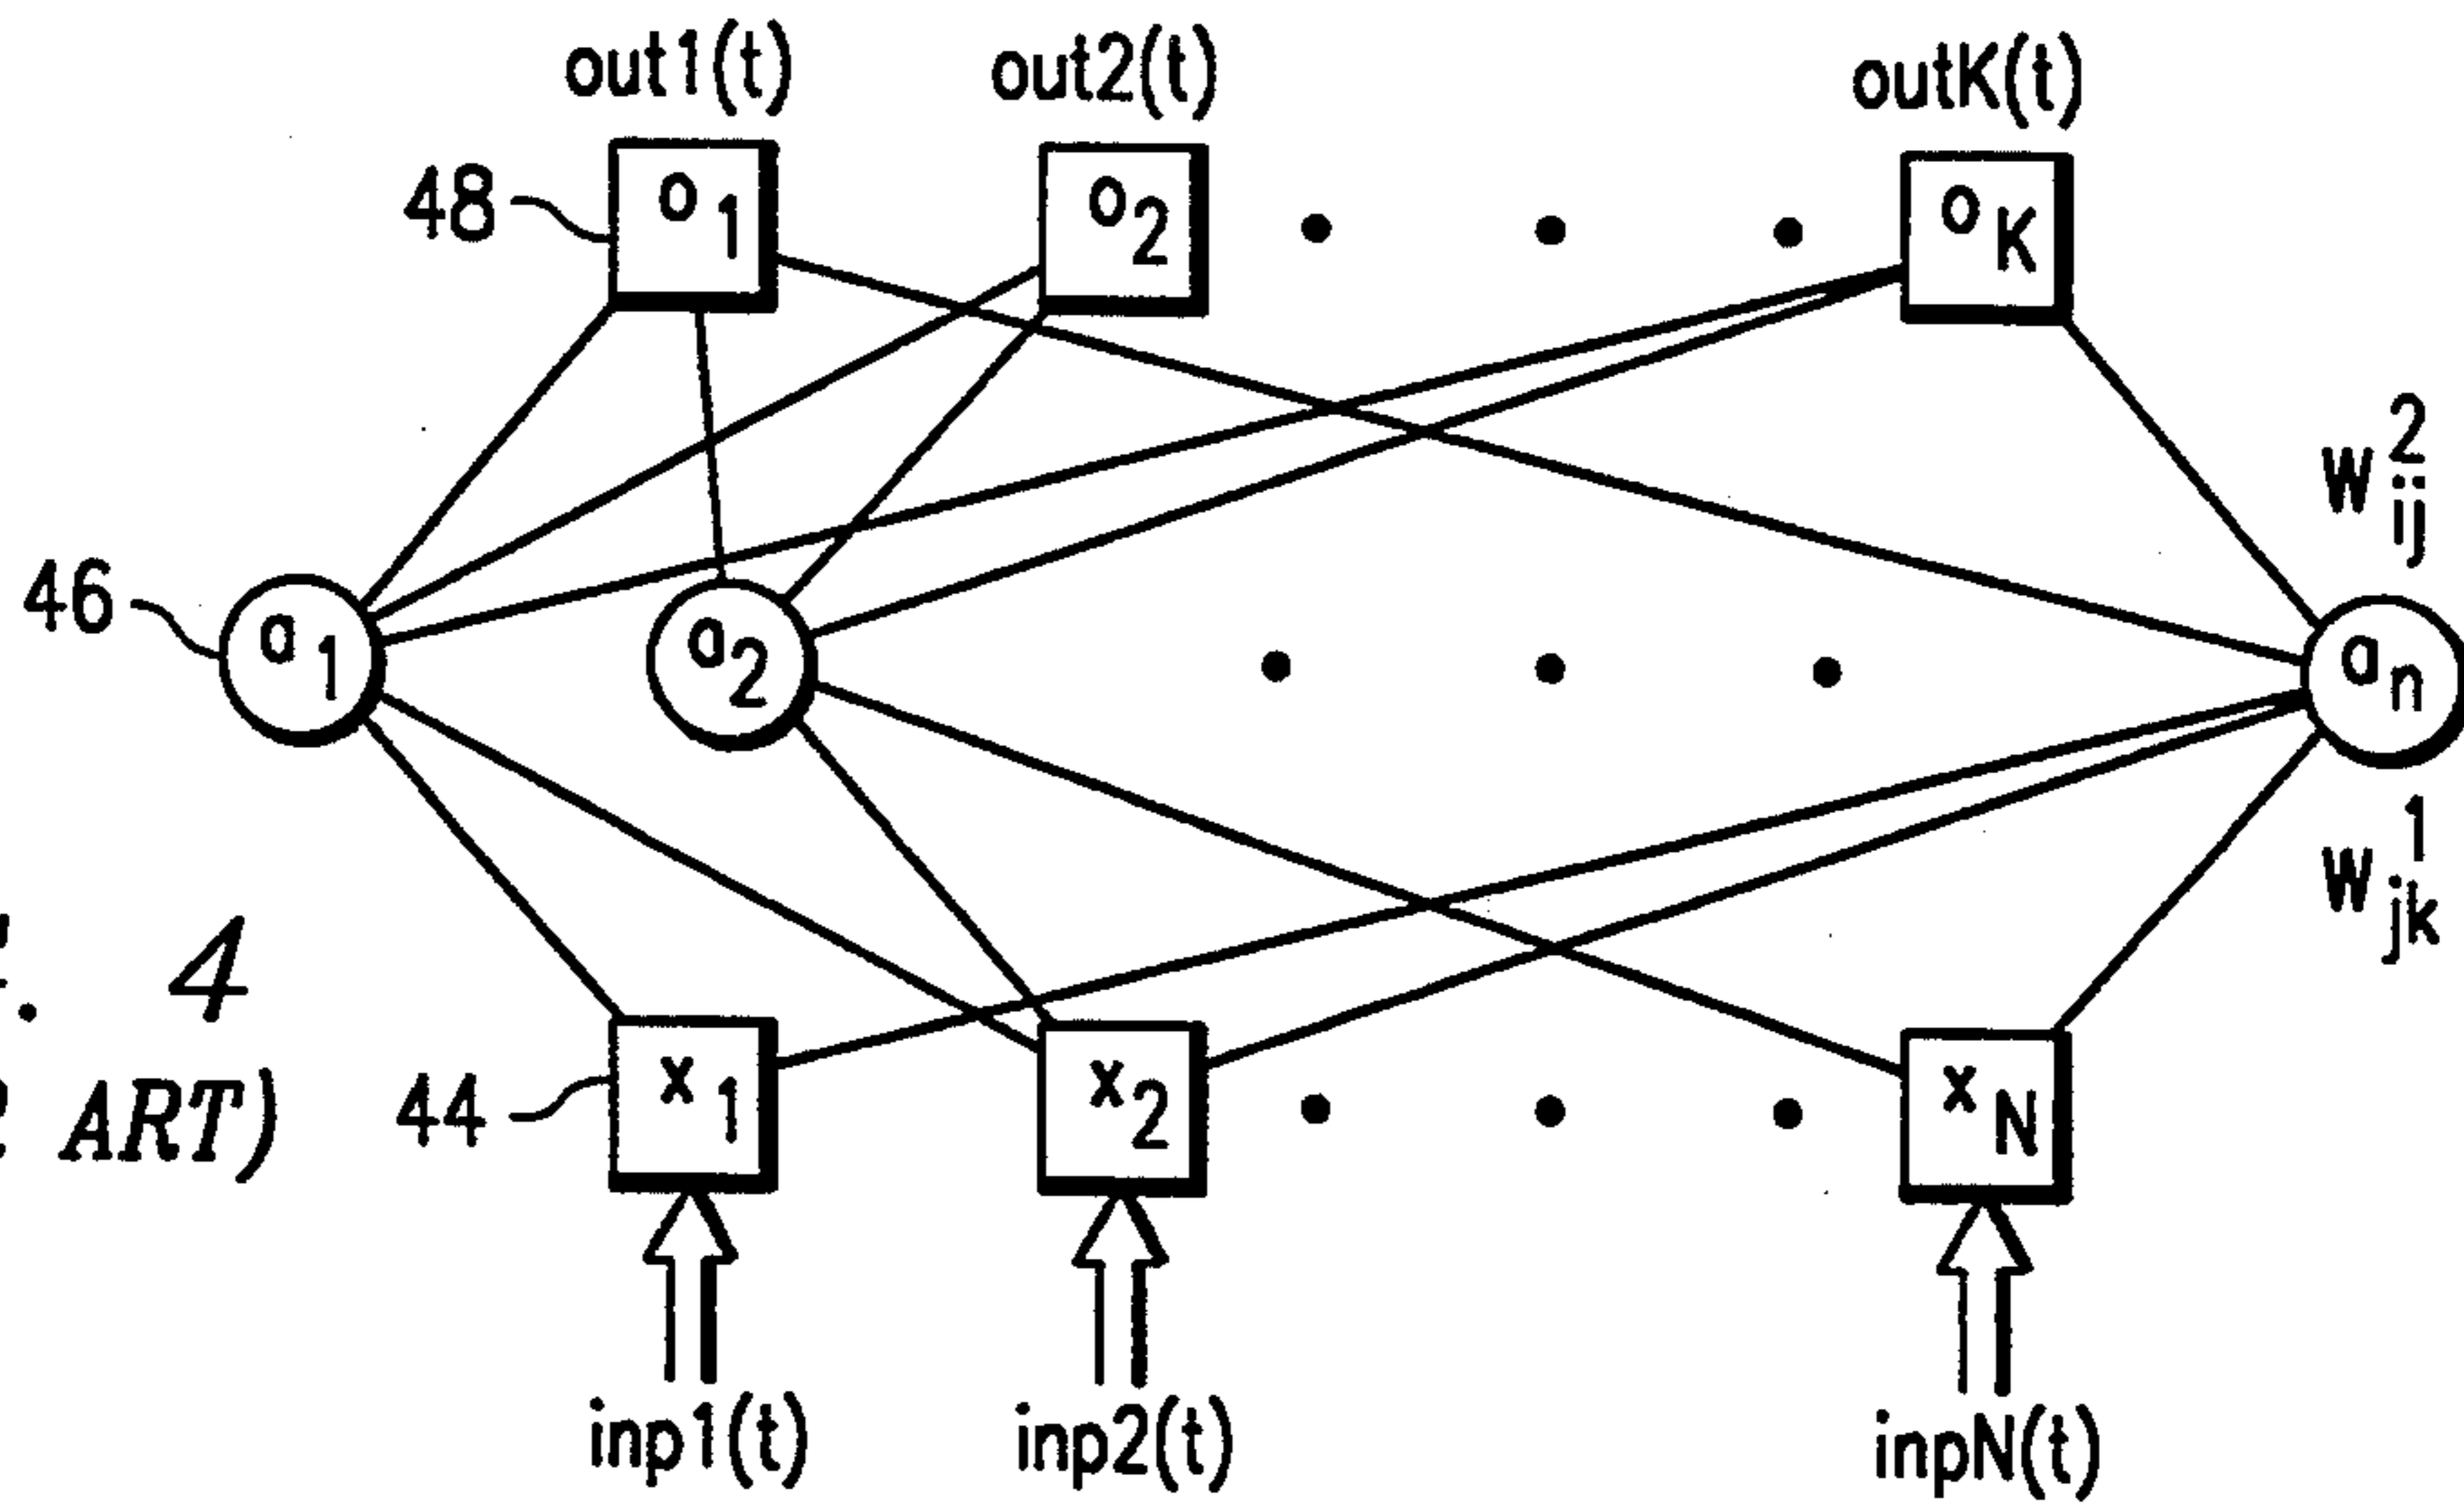 out1(t) out2(t) outK(t)
48 o1 o2 oK
w2ij
46 a1 a2 an
w1jk
. 4
ART)
44 x1 x2 xN
inp1(t) inp2(t) inpN(t)